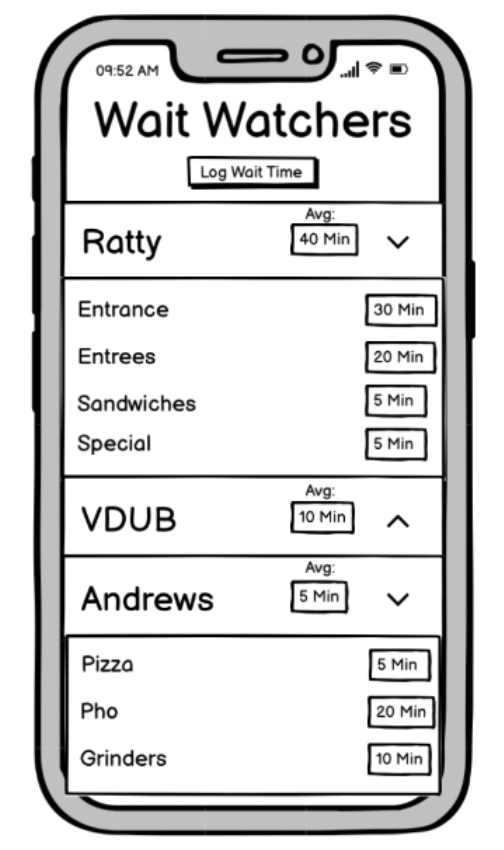 09:52 AM
Wait Watchers
Log Wait Time
Avg:
Ratty 40 Min
Entrance 30 Min
Entrees 20 Min
Sandwiches 5 Min
Special 5 Min
Avg:
VDUB 10 Min
Avg:
Andrews 5 Min
Pizza 5 Min
Pho 20 Min
Grinders 10 Min